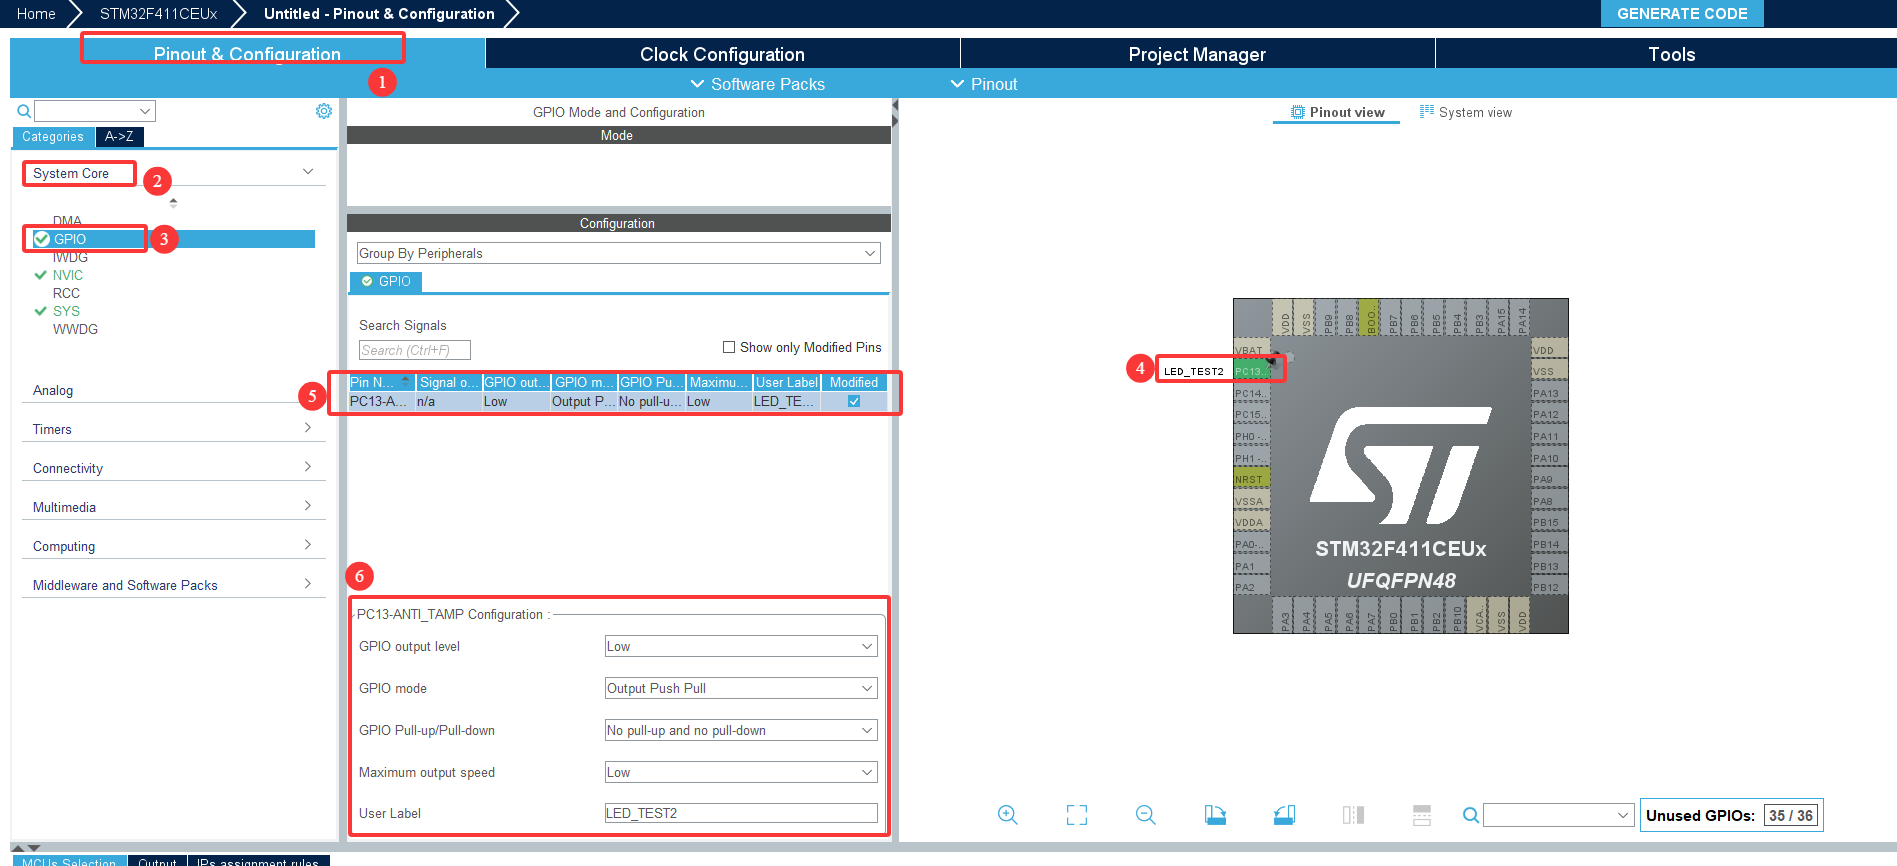 Home STM32F411CEUx Untitled - Pinout & Configuration GENERATE CODE
Pinout & Configuration Clock Configuration Project Manager Tools
1
Software Packs Pinout
Categories A->Z
System Core
2
DMA
GPIO
3
IWDG
NVIC
RCC
SYS
WWDG
Analog
Timers
Connectivity
Multimedia
Computing
Middleware and Software Packs
GPIO Mode and Configuration
Mode
Configuration
Group By Peripherals
GPIO
Search Signals
Search (Ctrl+F) Show only Modified Pins
5
Pin N... Signal o... GPIO out... GPIO m... GPIO Pu... Maximu... User Label Modified
PC13-A... n/a Low Output P... No pull-u... Low LED_TE...
6
PC13-ANTI_TAMP Configuration :
GPIO output level Low
GPIO mode Output Push Pull
GPIO Pull-up/Pull-down No pull-up and no pull-down
Maximum output speed Low
User Label LED_TEST2
Pinout view System view
VDD VSS PB9 PB8 BOO.. PB7 PB6 PB5 PB4 PB3 PA15 PA14
4
LED_TEST2
VBAT
PC13..
PC14..
PC15..
PH0 -..
PH1 -..
NRST
VSSA
VDDA
PA0-..
PA1
PA2
VDD
VSS
PA13
PA12
PA11
PA10
PA9
PA8
PB15
PB14
PB13
PB12
ST
STM32F411CEUx
UFQFPN48
PA3 PA4 PA5 PA6 PA7 PB0 PB1 PB2 PB10 VCA.. VSS VDD
Unused GPIOs: 35 / 36
MCUs Selection Output IPs assignment rules